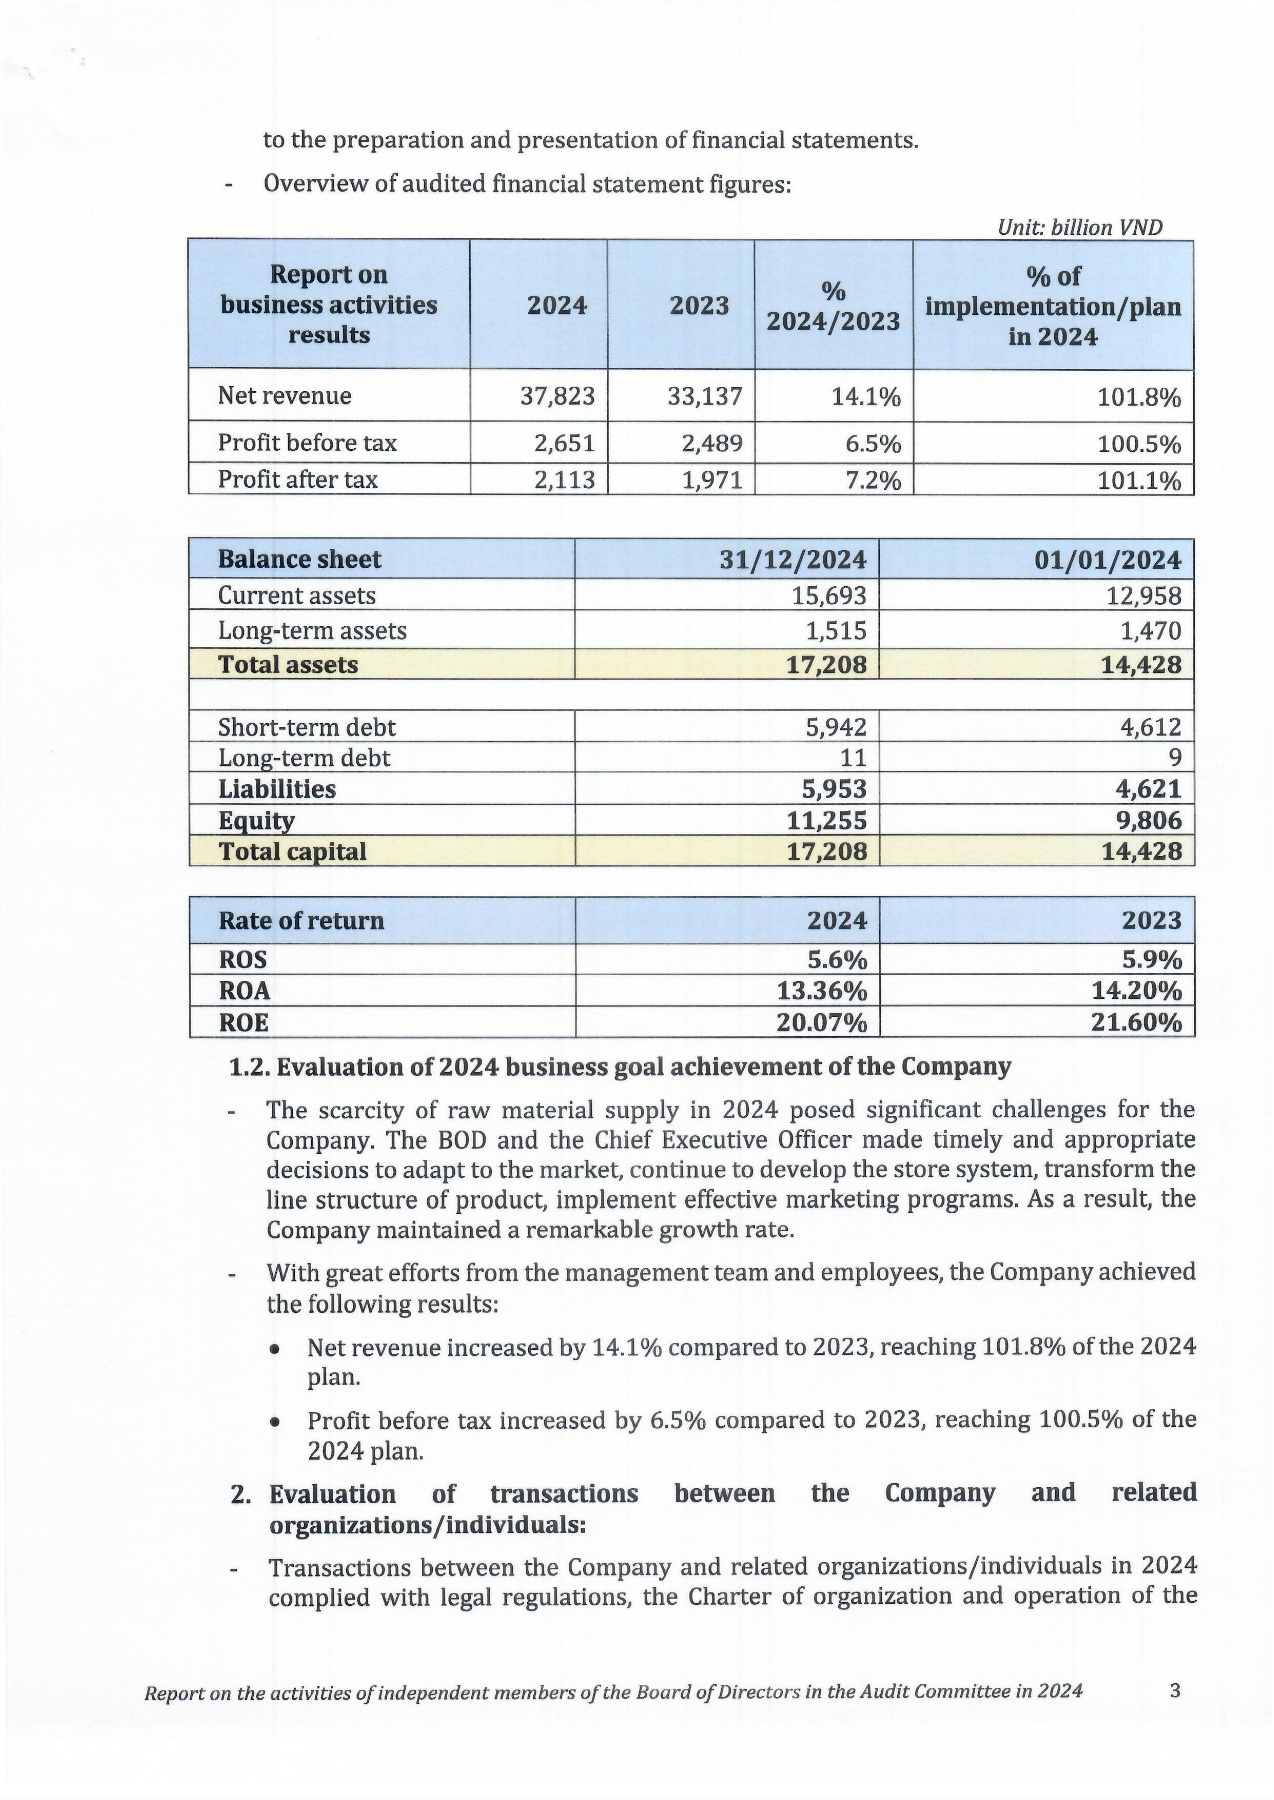 to the preparation and presentation of financial statements.
- Overview of audited financial statement figures:
Unit: billion VND
Report on business activities results 2024 2023 % 2024/2023 % of implementation/plan in 2024
Net revenue 37,823 33,137 14.1% 101.8%
Profit before tax 2,651 2,489 6.5% 100.5%
Profit after tax 2,113 1,971 7.2% 101.1%
Balance sheet 31/12/2024 01/01/2024
Current assets 15,693 12,958
Long-term assets 1,515 1,470
Total assets 17,208 14,428
Short-term debt 5,942 4,612
Long-term debt 11 9
Liabilities 5,953 4,621
Equity 11,255 9,806
Total capital 17,208 14,428
Rate of return 2024 2023
ROS 5.6% 5.9%
ROA 13.36% 14.20%
ROE 20.07% 21.60%
1.2. Evaluation of 2024 business goal achievement of the Company
- The scarcity of raw material supply in 2024 posed significant challenges for the
Company. The BOD and the Chief Executive Officer made timely and appropriate
decisions to adapt to the market, continue to develop the store system, transform the
line structure of product, implement effective marketing programs. As a result, the
Company maintained a remarkable growth rate.
- With great efforts from the management team and employees, the Company achieved
the following results:
• Net revenue increased by 14.1% compared to 2023, reaching 101.8% of the 2024
plan.
• Profit before tax increased by 6.5% compared to 2023, reaching 100.5% of the
2024 plan.
2. Evaluation of transactions between the Company and related
organizations/individuals:
- Transactions between the Company and related organizations/individuals in 2024
complied with legal regulations, the Charter of organization and operation of the
Report on the activities of independent members of the Board of Directors in the Audit Committee in 2024 3